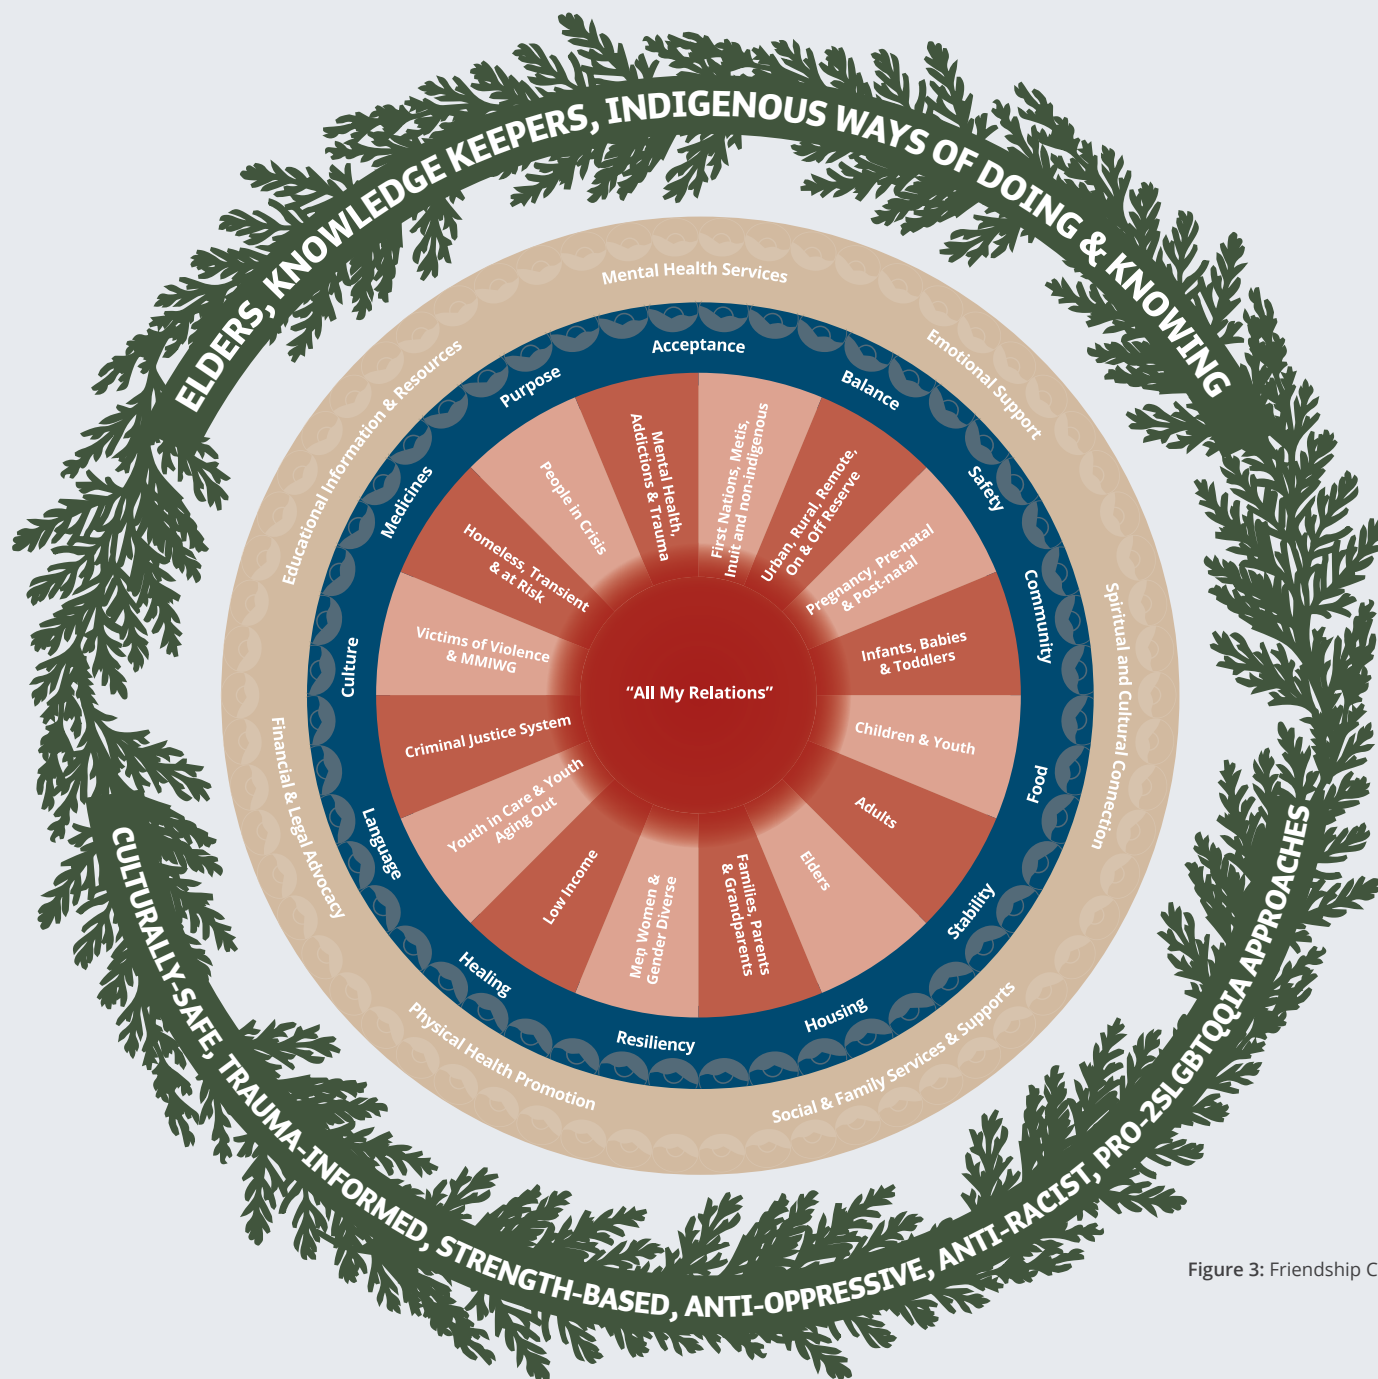 ELDERS, KNOWLEDGE KEEPERS, INDIGENOUS WAYS OF DOING & KNOWING
Mental Health Services
Emotional Support
Spiritual and Cultural Connection
Social & Family Services & Supports
Physical Health Promotion
Financial & Legal Advocacy
Educational Information & Resources
Acceptance
Balance
Safety
Community
Food
Stability
Housing
Resiliency
Healing
Language
Culture
Medicines
Purpose
First Nations, Metis,
Inuit and non-indigenous
Urban, Rural, Remote,
On & Off Reserve
Pregnancy, Pre-natal
& Post-natal
Infants, Babies
& Toddlers
Children & Youth
Adults
Elders
Families, Parents
& Grandparents
Men Women &
Gender Diverse
Low Income
Youth in Care & Youth
Aging Out
Criminal Justice System
Victims of Violence
& MMIWG
Homeless, Transient
& at Risk
People in Crisis
Mental Health,
Addictions & Trauma
“All My Relations”
CULTURALLY-SAFE, TRAUMA-INFORMED, STRENGTH-BASED, ANTI-OPPRESSIVE, ANTI-RACIST, PRO-2SLGBTQQIA APPROACHES
Figure 3: Friendship C